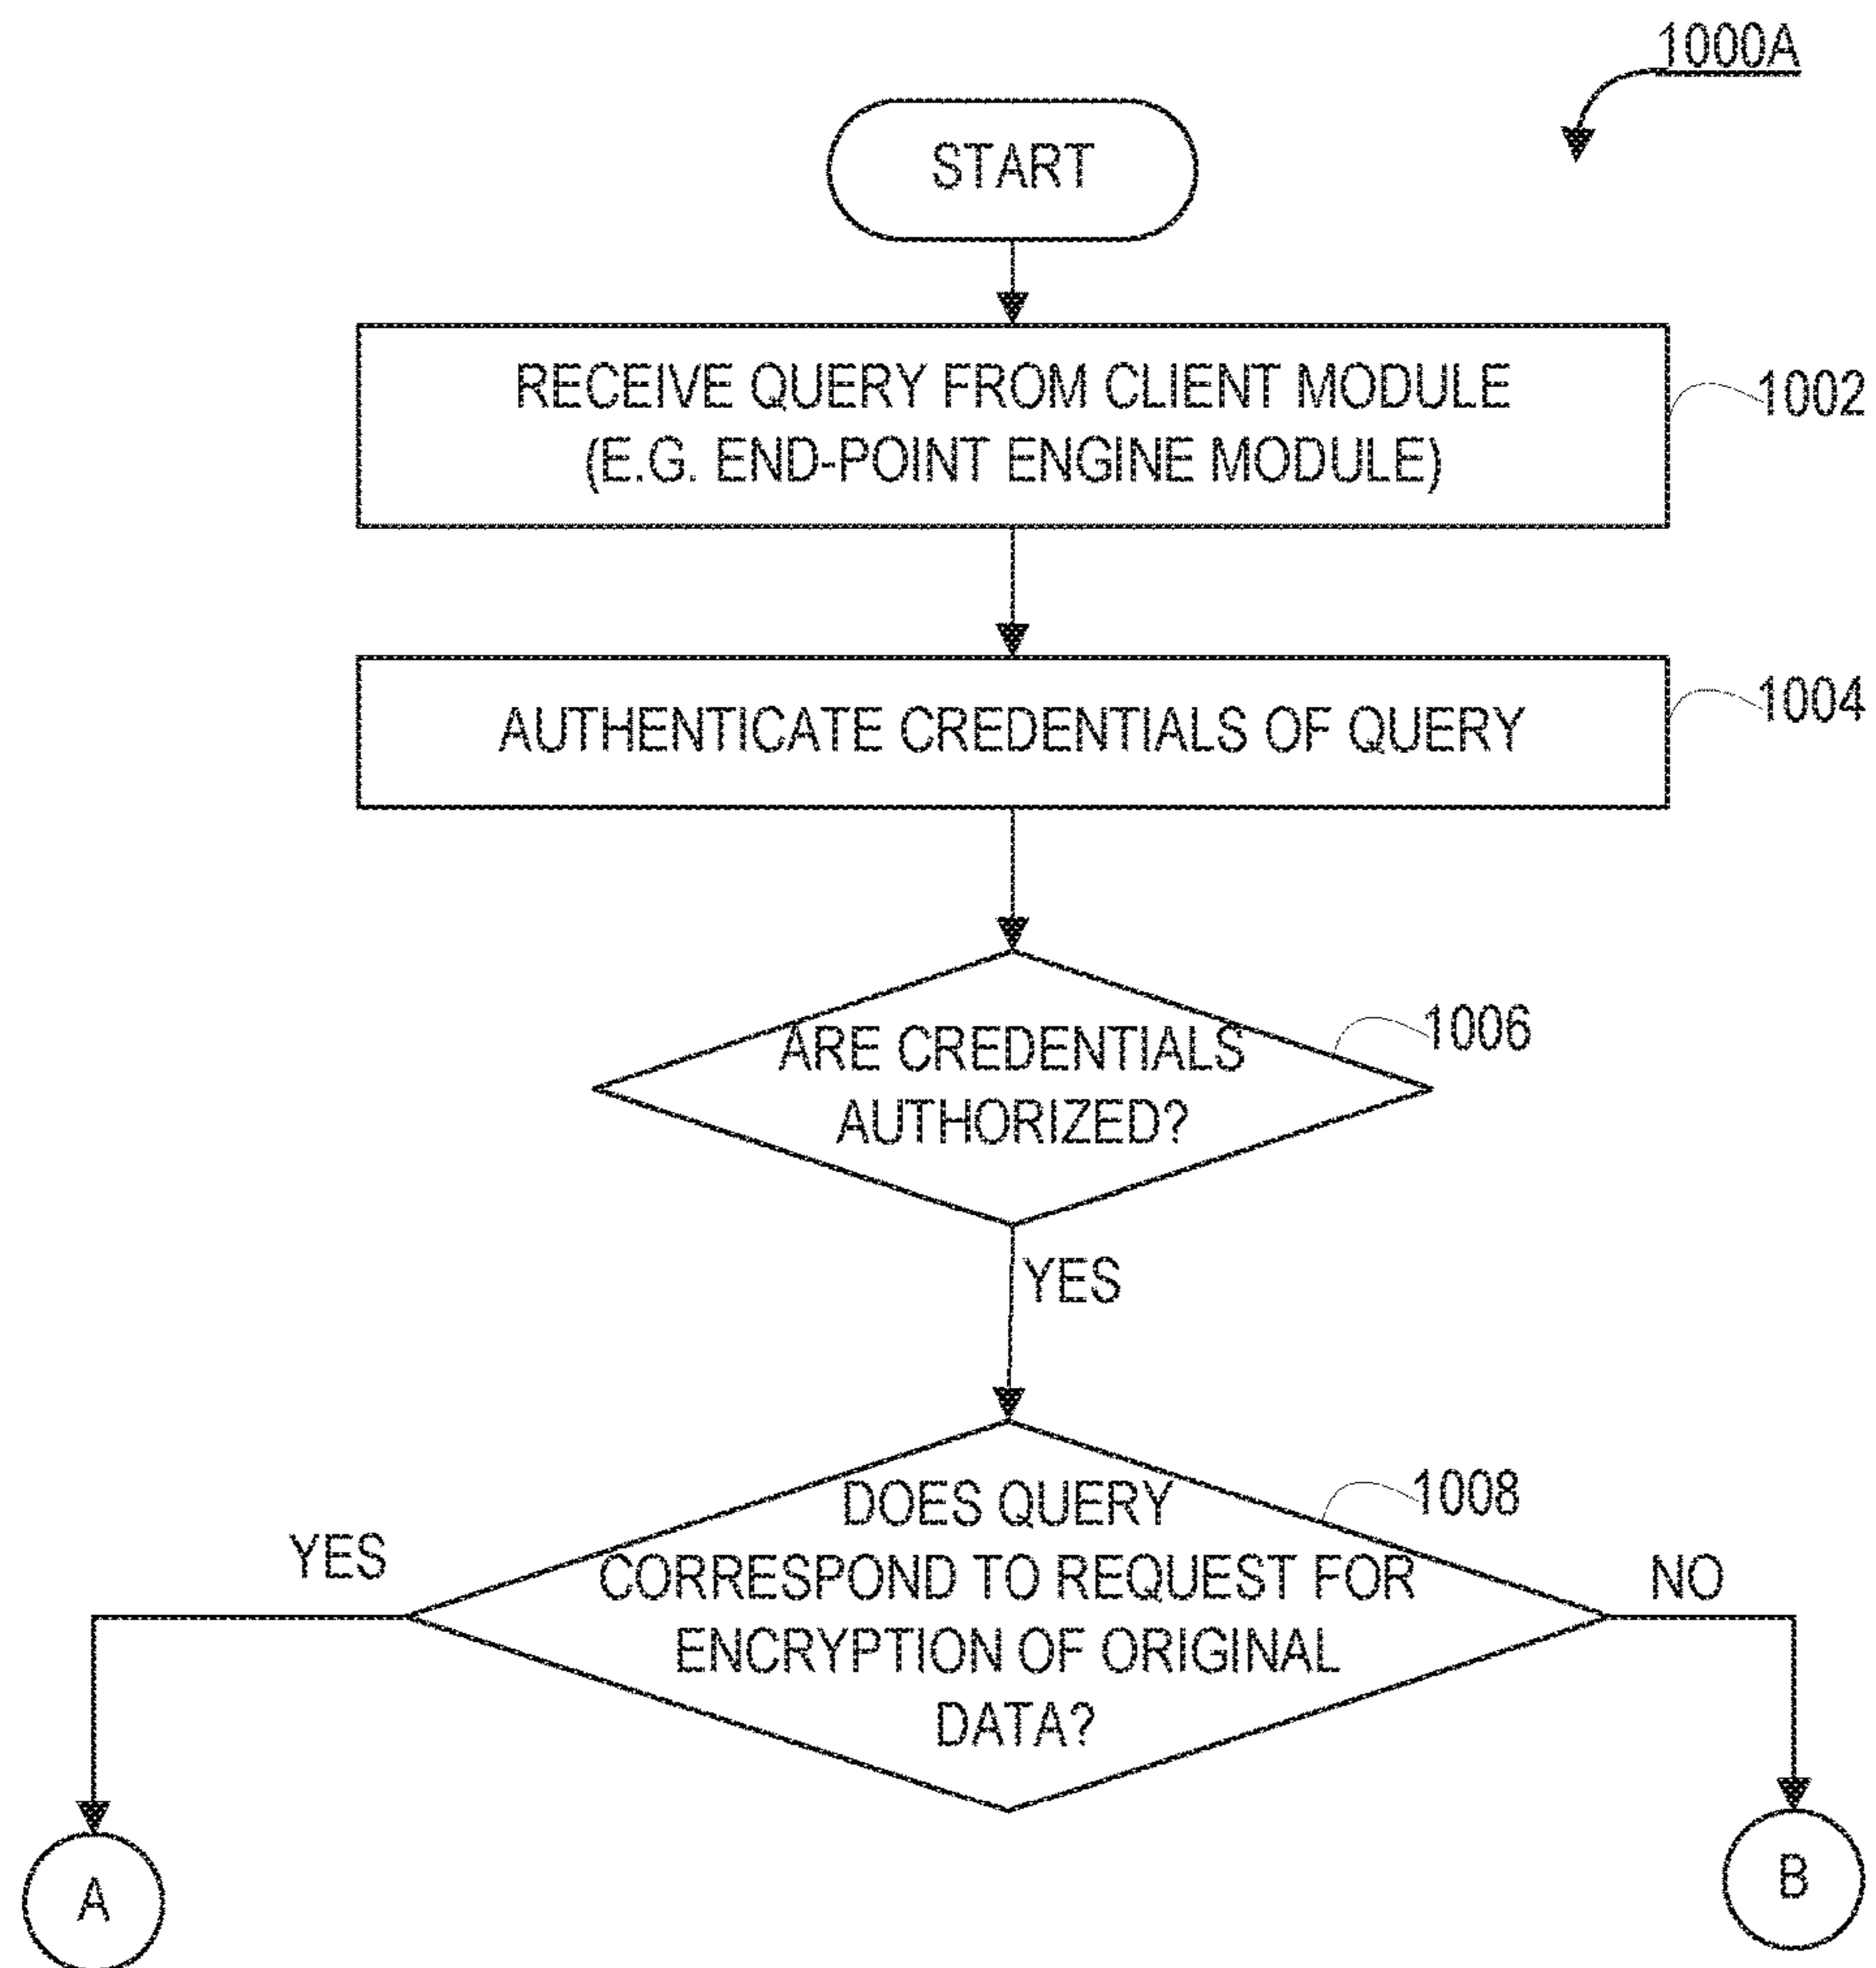 1000A
START
RECEIVE QUERY FROM CLIENT MODULE
(E.G. END-POINT ENGINE MODULE)
1002
AUTHENTICATE CREDENTIALS OF QUERY
1004
ARE CREDENTIALS
AUTHORIZED?
1006
YES
DOES QUERY
CORRESPOND TO REQUEST FOR
ENCRYPTION OF ORIGINAL
DATA?
1008
YES
NO
A
B